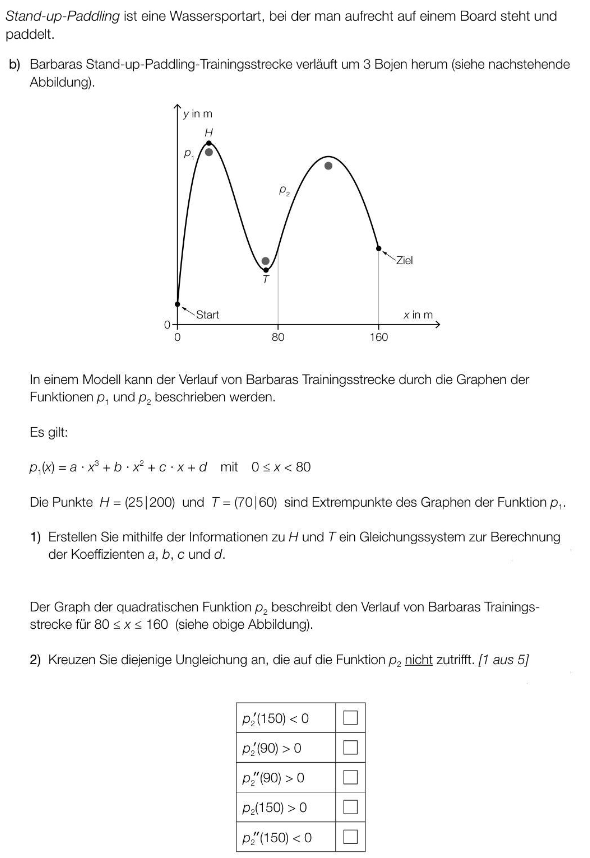 Stand-up-Paddling ist eine Wassersportart, bei der man aufrecht auf einem Board steht und
paddelt.
b) Barbaras Stand-up-Paddling-Trainingsstrecke verläuft um 3 Bojen herum (siehe nachstehende
Abbildung).
y in m
H
p₁
p₂
Ziel
T
Start
x in m
0
0
80
160
In einem Modell kann der Verlauf von Barbaras Trainingsstrecke durch die Graphen der
Funktionen p₁ und p₂ beschrieben werden.
Es gilt:
p₁(x) = a · x³ + b · x² + c · x + d mit 0 ≤ x < 80
Die Punkte H = (25|200) und T = (70|60) sind Extrempunkte des Graphen der Funktion p₁.
1) Erstellen Sie mithilfe der Informationen zu H und T ein Gleichungssystem zur Berechnung
der Koeffizienten a, b, c und d.
Der Graph der quadratischen Funktion p₂ beschreibt den Verlauf von Barbaras Trainings-
strecke für 80 ≤ x ≤ 160 (siehe obige Abbildung).
2) Kreuzen Sie diejenige Ungleichung an, die auf die Funktion p₂ nicht zutrifft. [1 aus 5]
p₂′(150) < 0
p₂′(90) > 0
p₂″(90) > 0
p₂(150) > 0
p₂″(150) < 0